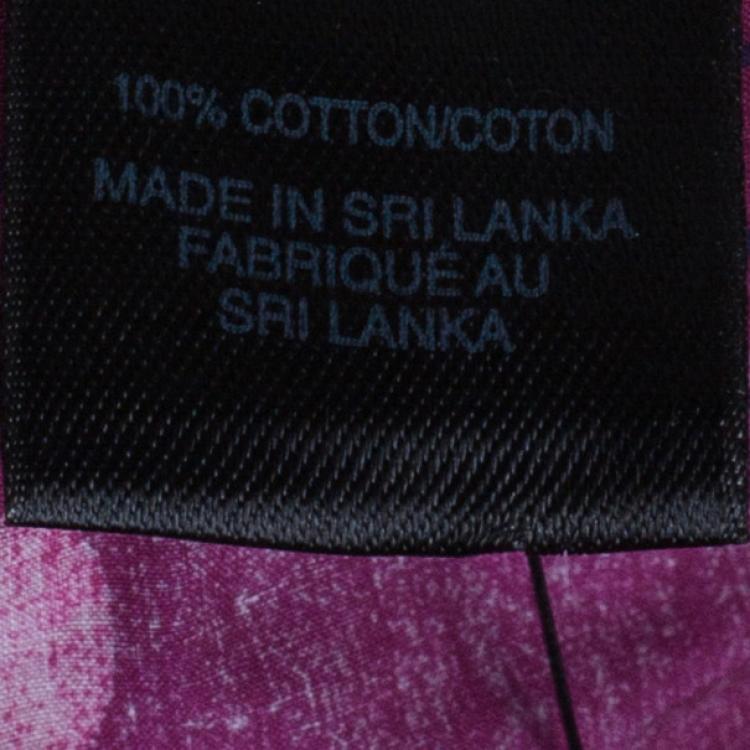 100% COTTON/COTON
MADE IN SRI LANKA
FABRIQUÉ AU
SRI LANKA